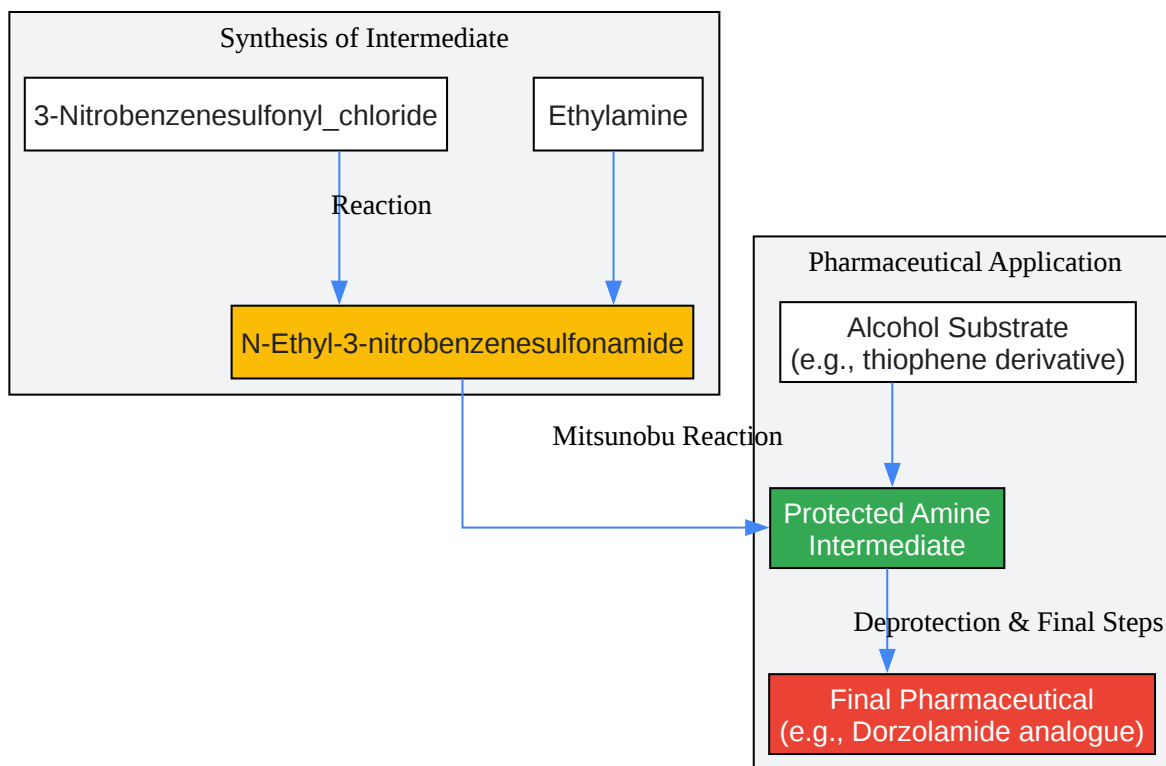 Synthesis of Intermediate
3-Nitrobenzenesulfonyl_chloride
Ethylamine
Reaction
N-Ethyl-3-nitrobenzenesulfonamide
Pharmaceutical Application
Alcohol Substrate
(e.g., thiophene derivative)
Mitsunobu Reaction
Protected Amine
Intermediate
Deprotection & Final Steps
Final Pharmaceutical
(e.g., Dorzolamide analogue)